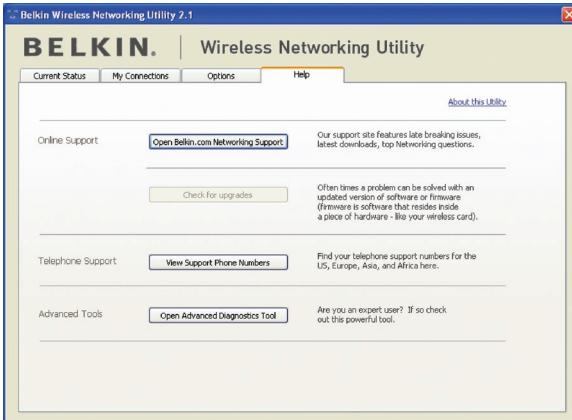 Belkin Wireless Networking Utility 2.1
BELKIN. | Wireless Networking Utility
Current Status My Connections Options Help
About this Utility
Online Support
Open Belkin.com Networking Support
Our support site features late breaking issues,
latest downloads, top Networking questions.
Check for upgrades
Often times a problem can be solved with an
updated version of software or firmware
(firmware is software that resides inside
a piece of hardware - like your wireless card).
Telephone Support
View Support Phone Numbers
Find your telephone support numbers for the
US, Europe, Asia, and Africa here.
Advanced Tools
Open Advanced Diagnostics Tool
Are you an expert user? If so check
out this powerful tool.